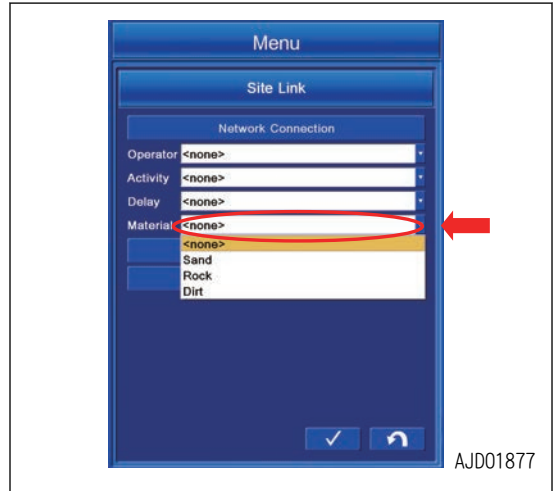 Menu
Site Link
Network Connection
Operator <none>
Activity <none>
Delay <none>
Material <none>
<none>
Sand
Rock
Dirt
AJD01877